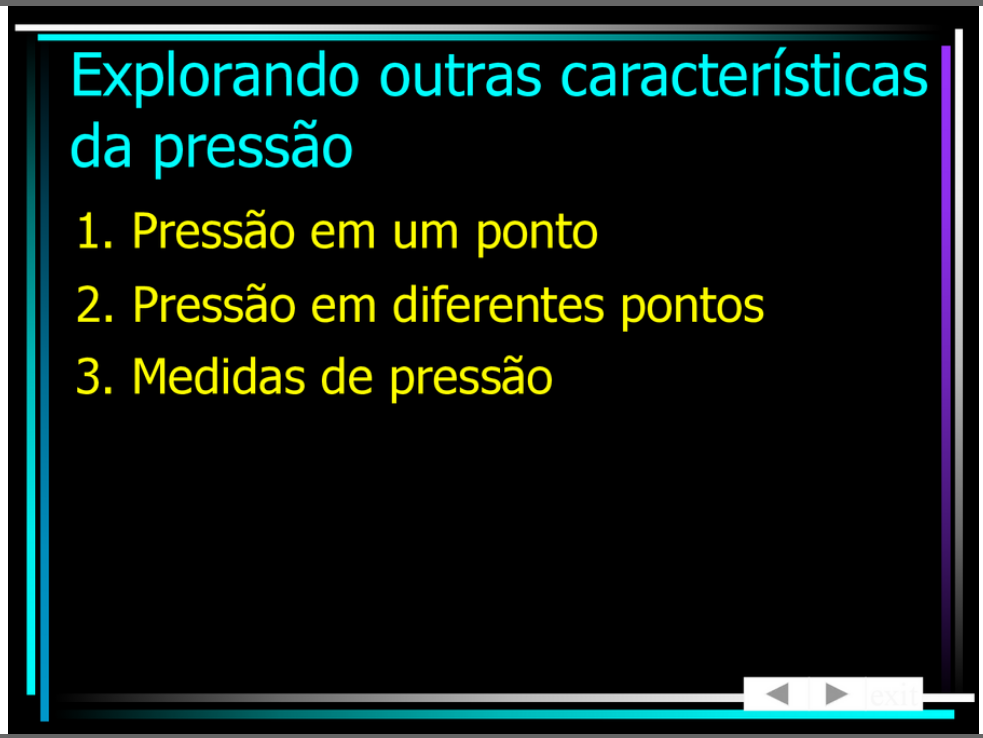 Explorando outras características
da pressão
1. Pressão em um ponto
2. Pressão em diferentes pontos
3. Medidas de pressão
exit